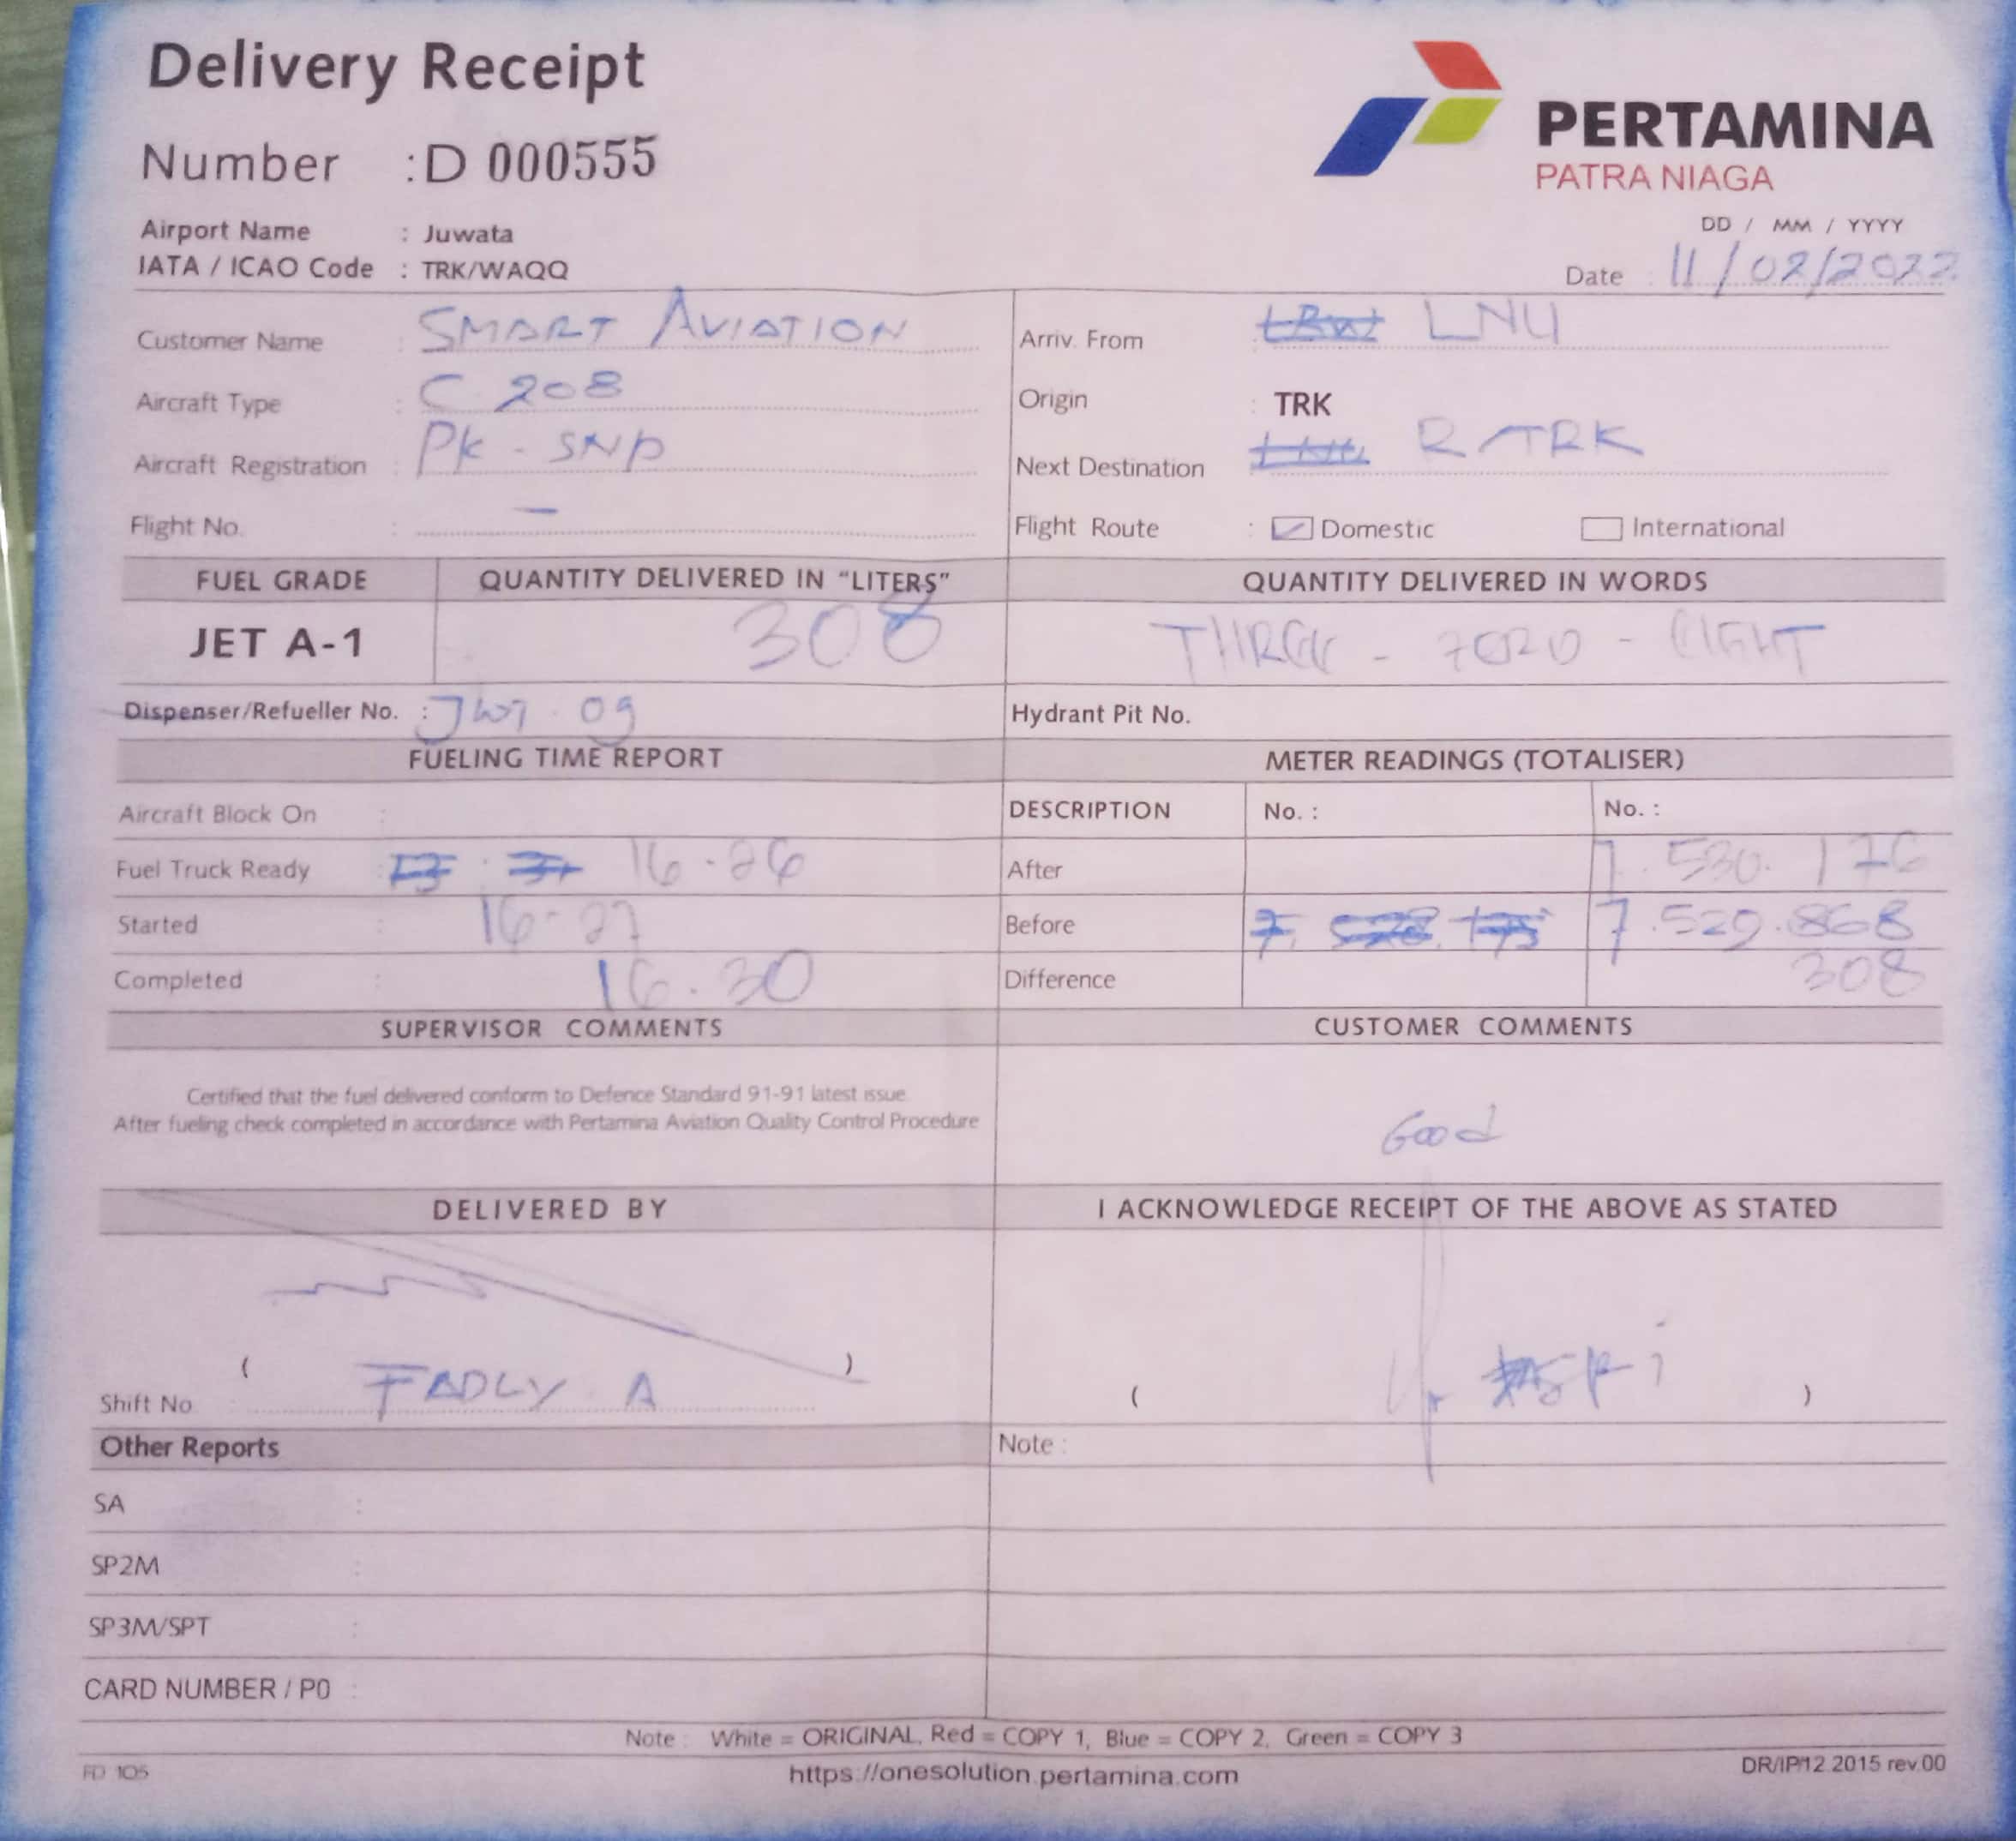 Delivery Receipt
Number : D 000555
PERTAMINA
PATRA NIAGA
Airport Name : Juwata
IATA / ICAO Code : TRK/WAQQ
DD / MM / YYYY
Date : 11/02/2022
Customer Name : SMART AVIATION
Arriv. From LNU
Aircraft Type : C 208
Origin : TRK
Aircraft Registration : PK - SNP
Next Destination TRK
Flight No. : -
Flight Route : Domestic International
FUEL GRADE QUANTITY DELIVERED IN "LITERS" QUANTITY DELIVERED IN WORDS
JET A-1 308 THREE - ZERO - EIGHT
Dispenser/Refueller No. : 09 Hydrant Pit No.
FUELING TIME REPORT METER READINGS (TOTALISER)
Aircraft Block On : DESCRIPTION No. : No. :
Fuel Truck Ready : 16.26 After 7.530.176
Started : 16-27 Before 7.529.868
Completed : 16.30 Difference 308
SUPERVISOR COMMENTS CUSTOMER COMMENTS
Certified that the fuel delivered conform to Defence Standard 91-91 latest issue.
After fueling check completed in accordance with Pertamina Aviation Quality Control Procedure
Good
DELIVERED BY I ACKNOWLEDGE RECEIPT OF THE ABOVE AS STATED
( )
Shift No. : FADLY A
( )
Other Reports Note :
SA :
SP2M :
SP3M/SPT :
CARD NUMBER / PO :
Note : White = ORIGINAL, Red = COPY 1, Blue = COPY 2, Green = COPY 3
FD 105 https://onesolution.pertamina.com DR/IP/12.2015 rev.00